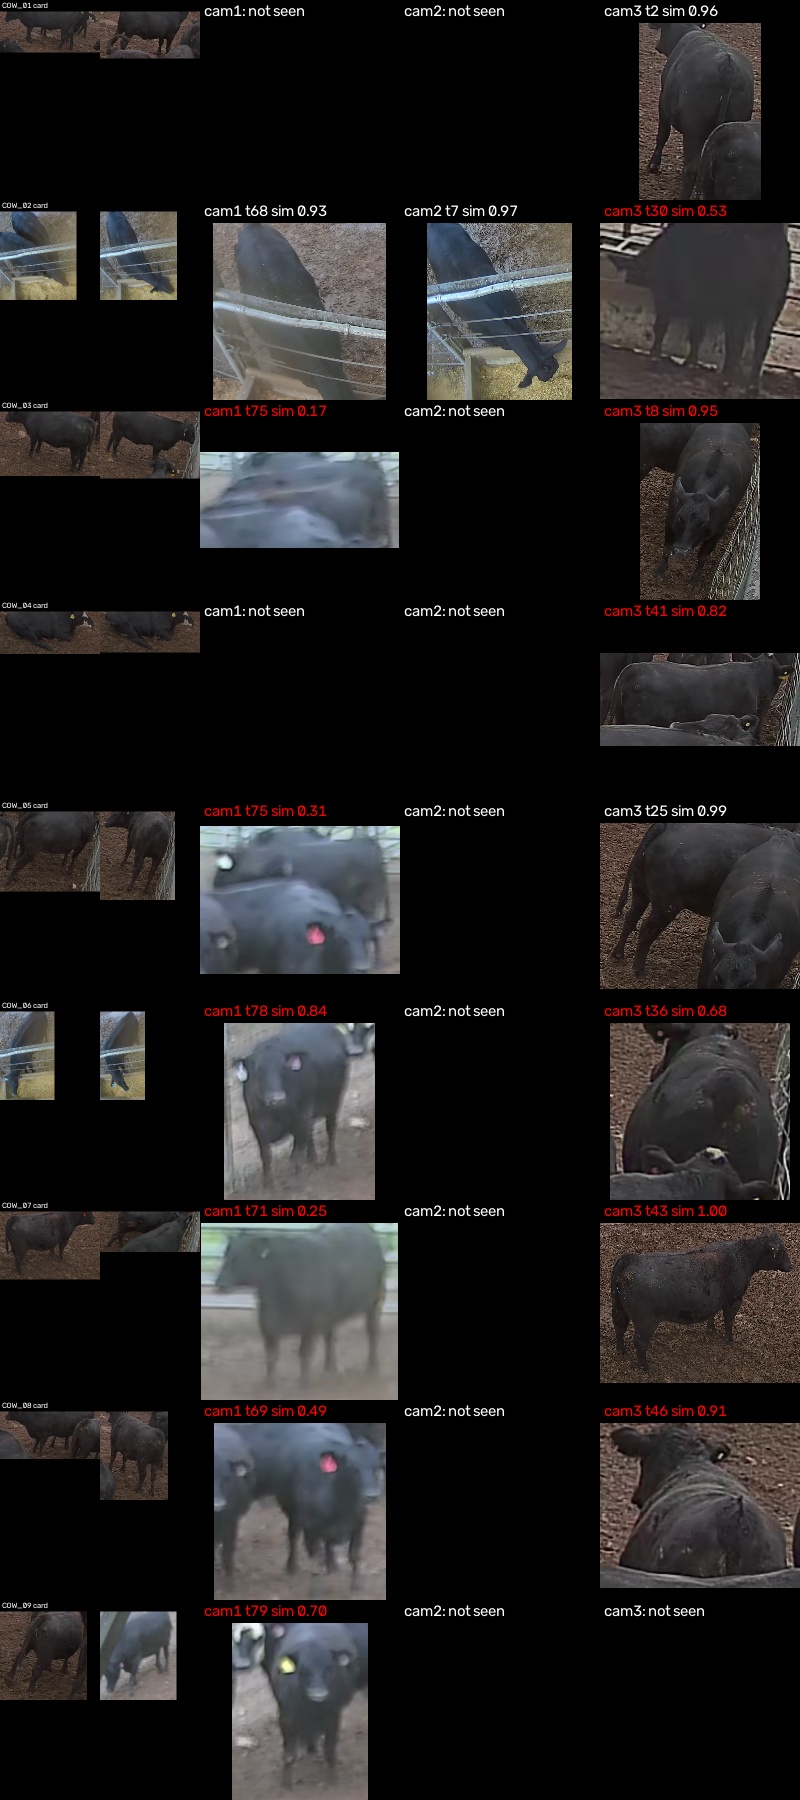 COW_01 card
cam1: not seen
cam2: not seen
cam3 t2 sim 0.96
COW_02 card
cam1 t68 sim 0.93
cam2 t7 sim 0.97
cam3 t30 sim 0.53
COW_03 card
cam1 t75 sim 0.17
cam2: not seen
cam3 t8 sim 0.95
COW_04 card
cam1: not seen
cam2: not seen
cam3 t41 sim 0.82
COW_05 card
cam1 t75 sim 0.31
cam2: not seen
cam3 t25 sim 0.99
COW_06 card
cam1 t78 sim 0.84
cam2: not seen
cam3 t36 sim 0.68
COW_07 card
cam1 t71 sim 0.25
cam2: not seen
cam3 t43 sim 1.00
COW_08 card
cam1 t69 sim 0.49
cam2: not seen
cam3 t46 sim 0.91
COW_09 card
cam1 t79 sim 0.70
cam2: not seen
cam3: not seen